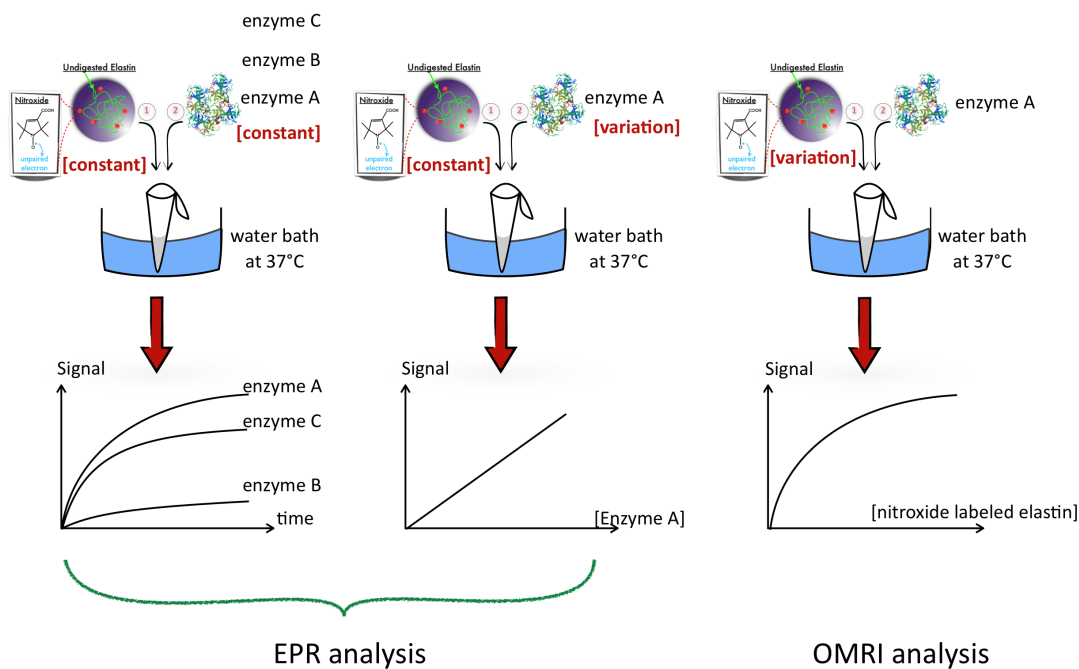 enzyme C
enzyme B
Undigested Elastin
Nitroxide
COOH
O
unpaired
electron
1
2
enzyme A
[constant]
[constant]
water bath
at 37°C
Undigested Elastin
Nitroxide
COOH
O
unpaired
electron
1
2
enzyme A
[variation]
[constant]
water bath
at 37°C
Undigested Elastin
Nitroxide
COOH
O
unpaired
electron
1
2
enzyme A
[variation]
water bath
at 37°C
Signal
enzyme A
enzyme C
enzyme B
time
Signal
[Enzyme A]
Signal
[nitroxide labeled elastin]
EPR analysis
OMRI analysis